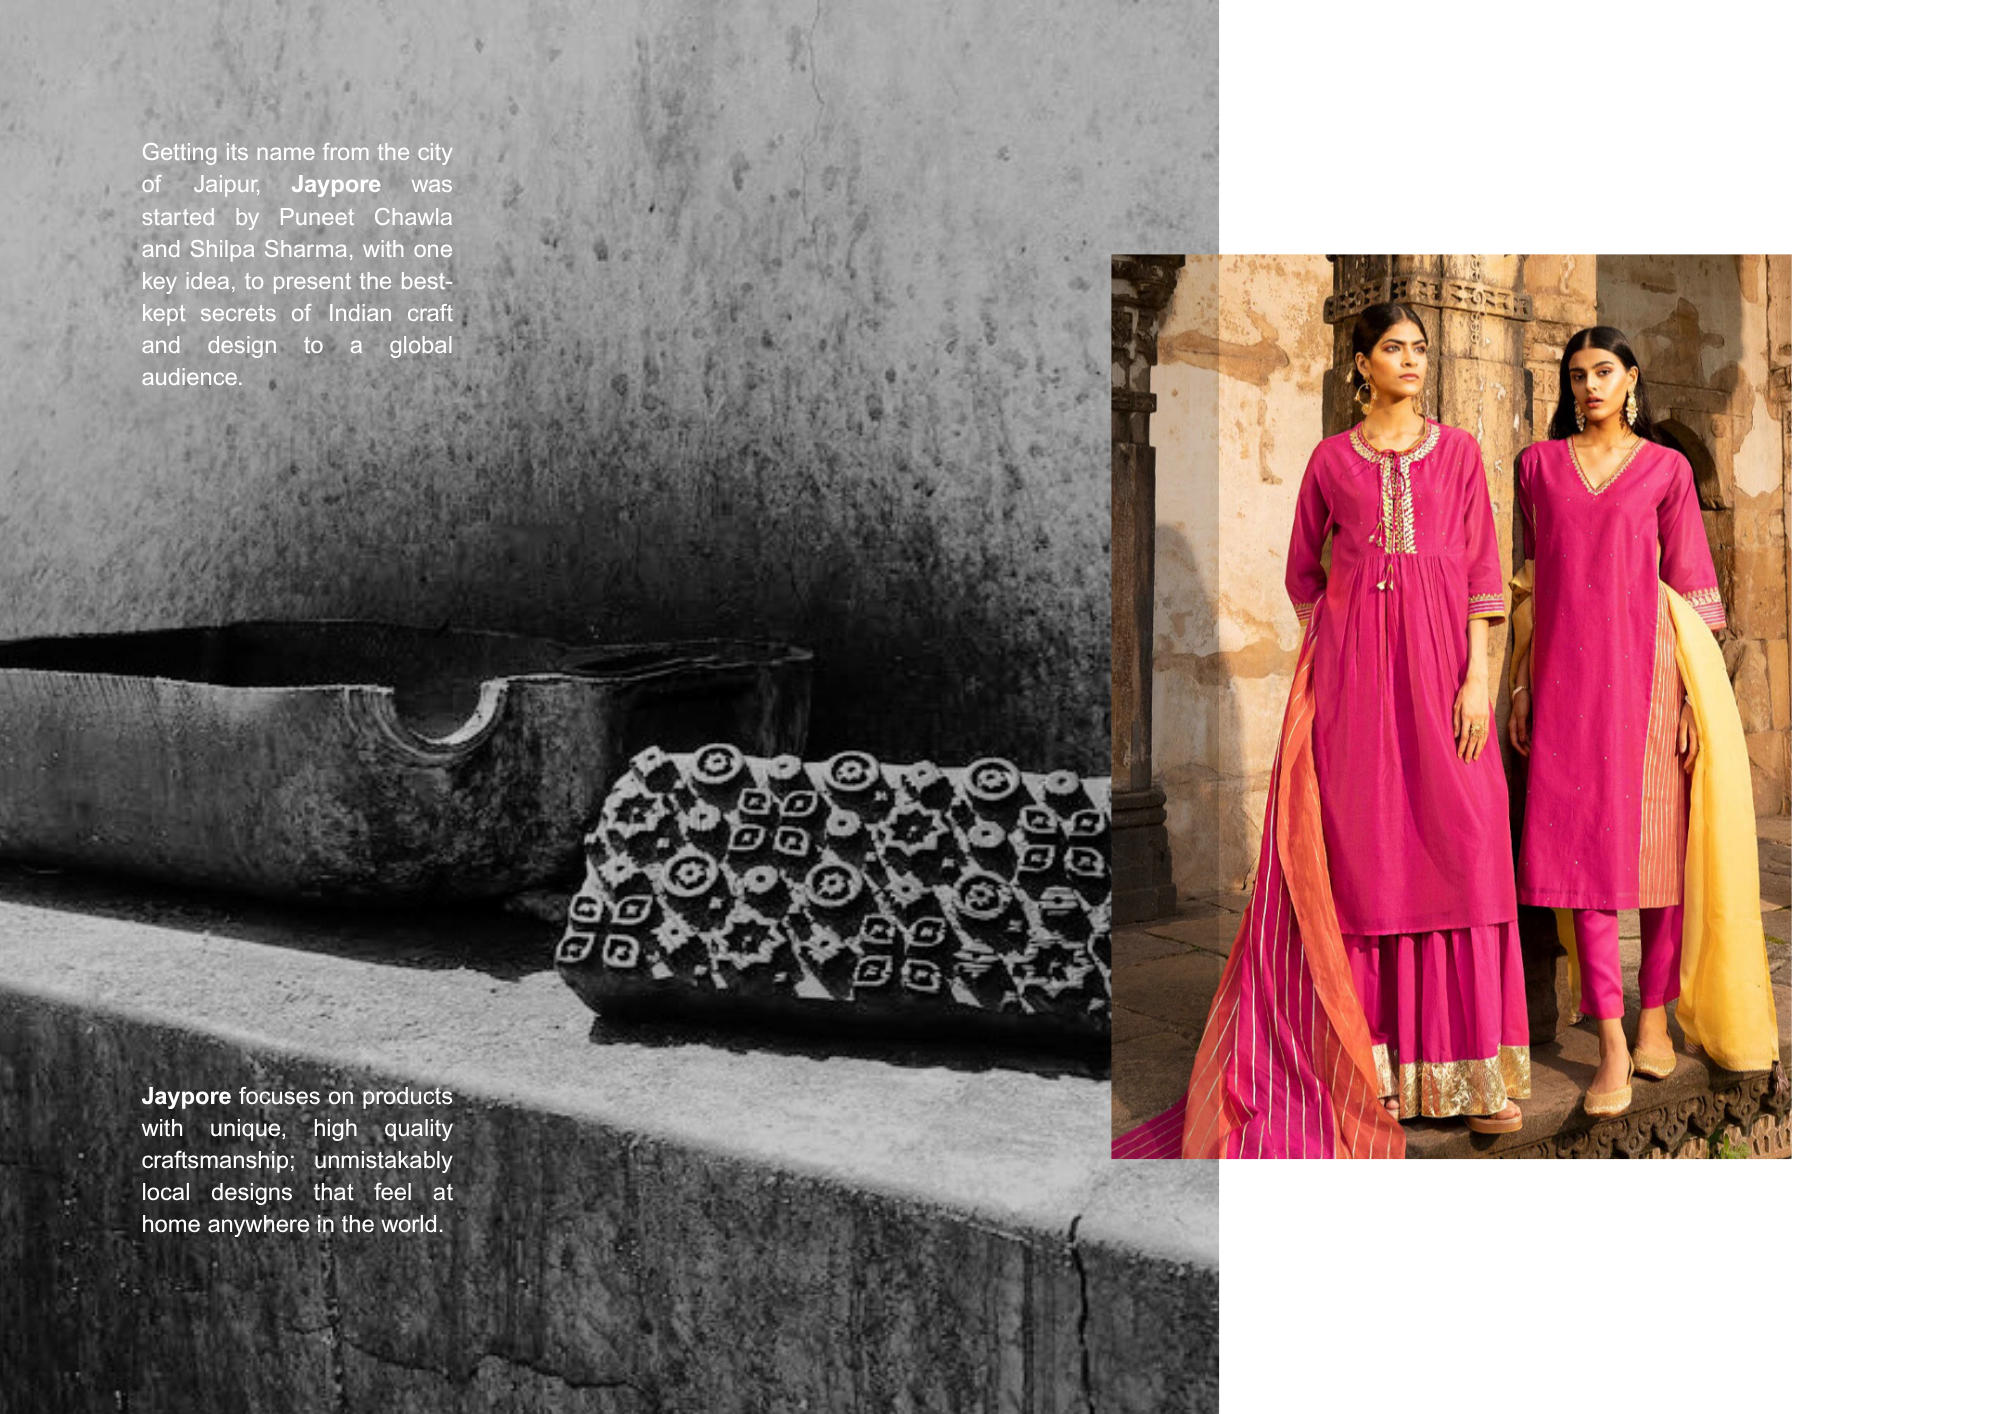 Getting its name from the city
of Jaipur, Jaypore was
started by Puneet Chawla
and Shilpa Sharma, with one
key idea, to present the best-
kept secrets of Indian craft
and design to a global
audience.
Jaypore focuses on products
with unique, high quality
craftsmanship; unmistakably
local designs that feel at
home anywhere in the world.